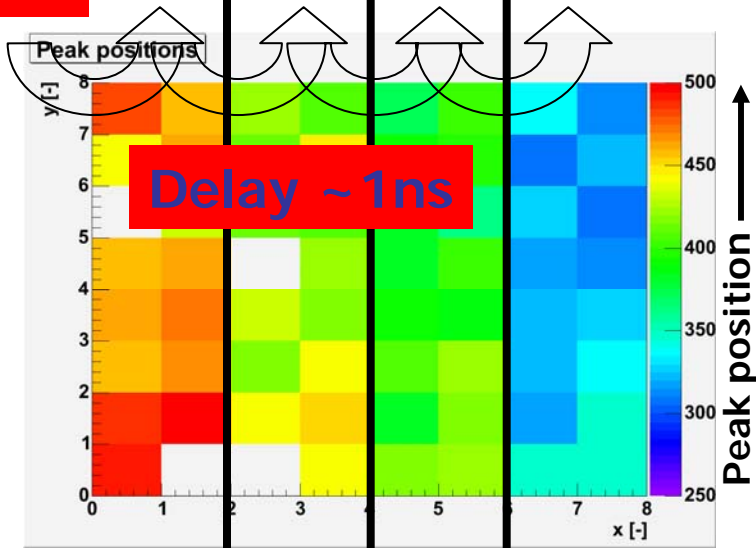 Peak positions
y [-]
8
7
6
5
4
3
2
1
0
Delay ~1ns
0 1 2 3 4 5 6 7 8
x [-]
500
450
400
350
300
250
Peak position